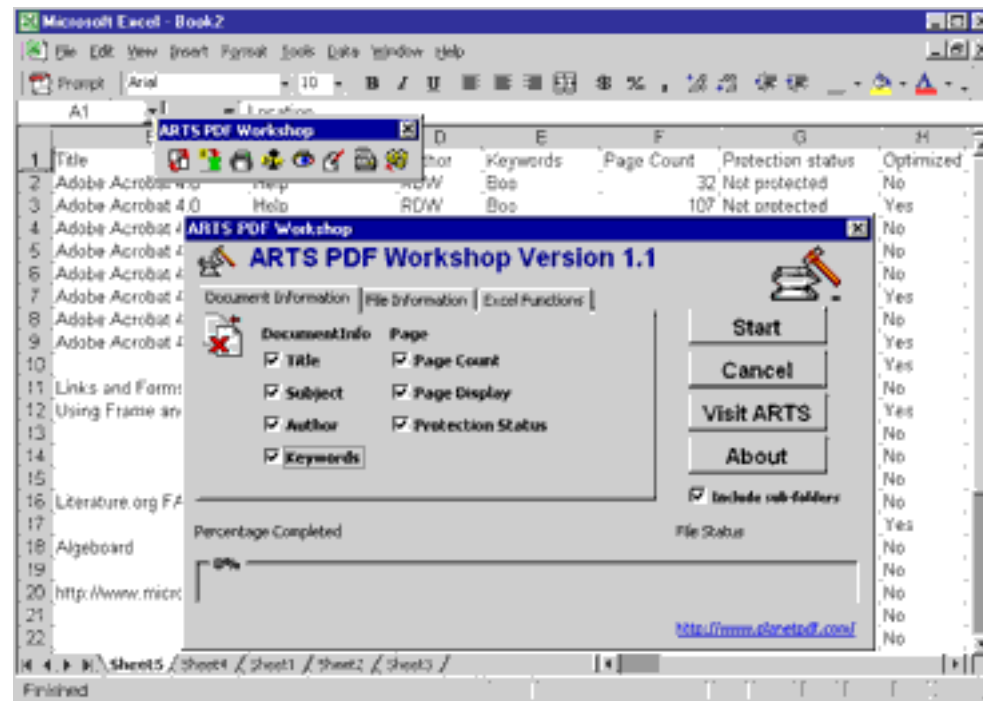 Microsoft Excel - Book2
File Edit View Insert Format Tools Data Window Help
Prompt Arial 10 B I U $ % ,
A1 Location
ARTS PDF Workshop
D E F G H
1 Title Keywords Page Count Protection status Optimized
2 Adobe Acrobat 4.0 Help RDW Boo 32 Not protected No
3 Adobe Acrobat 4.0 Help RDW Boo 107 Not protected Yes
4 Adobe Acrobat No
5 Adobe Acrobat No
6 Adobe Acrobat No
7 Adobe Acrobat Yes
8 Adobe Acrobat No
9 Adobe Acrobat Yes
10 Yes
11 Links and Forms No
12 Using Frame an Yes
13 No
14 No
15 No
16 Literature.org FA No
17 Yes
18 Algeboard No
19 No
20 http://www.micro No
21 No
22 No
ARTS PDF Workshop
ARTS PDF Workshop Version 1.1
Document Information File Information Excel Functions
DocumentInfo Page
Title Page Count
Subject Page Display
Author Protection Status
Keywords
Start
Cancel
Visit ARTS
About
Include sub-folders
Percentage Completed File Status
0%
http://www.planetpdf.com/
Sheet5 Sheet4 Sheet1 Sheet2 Sheet3
Finished